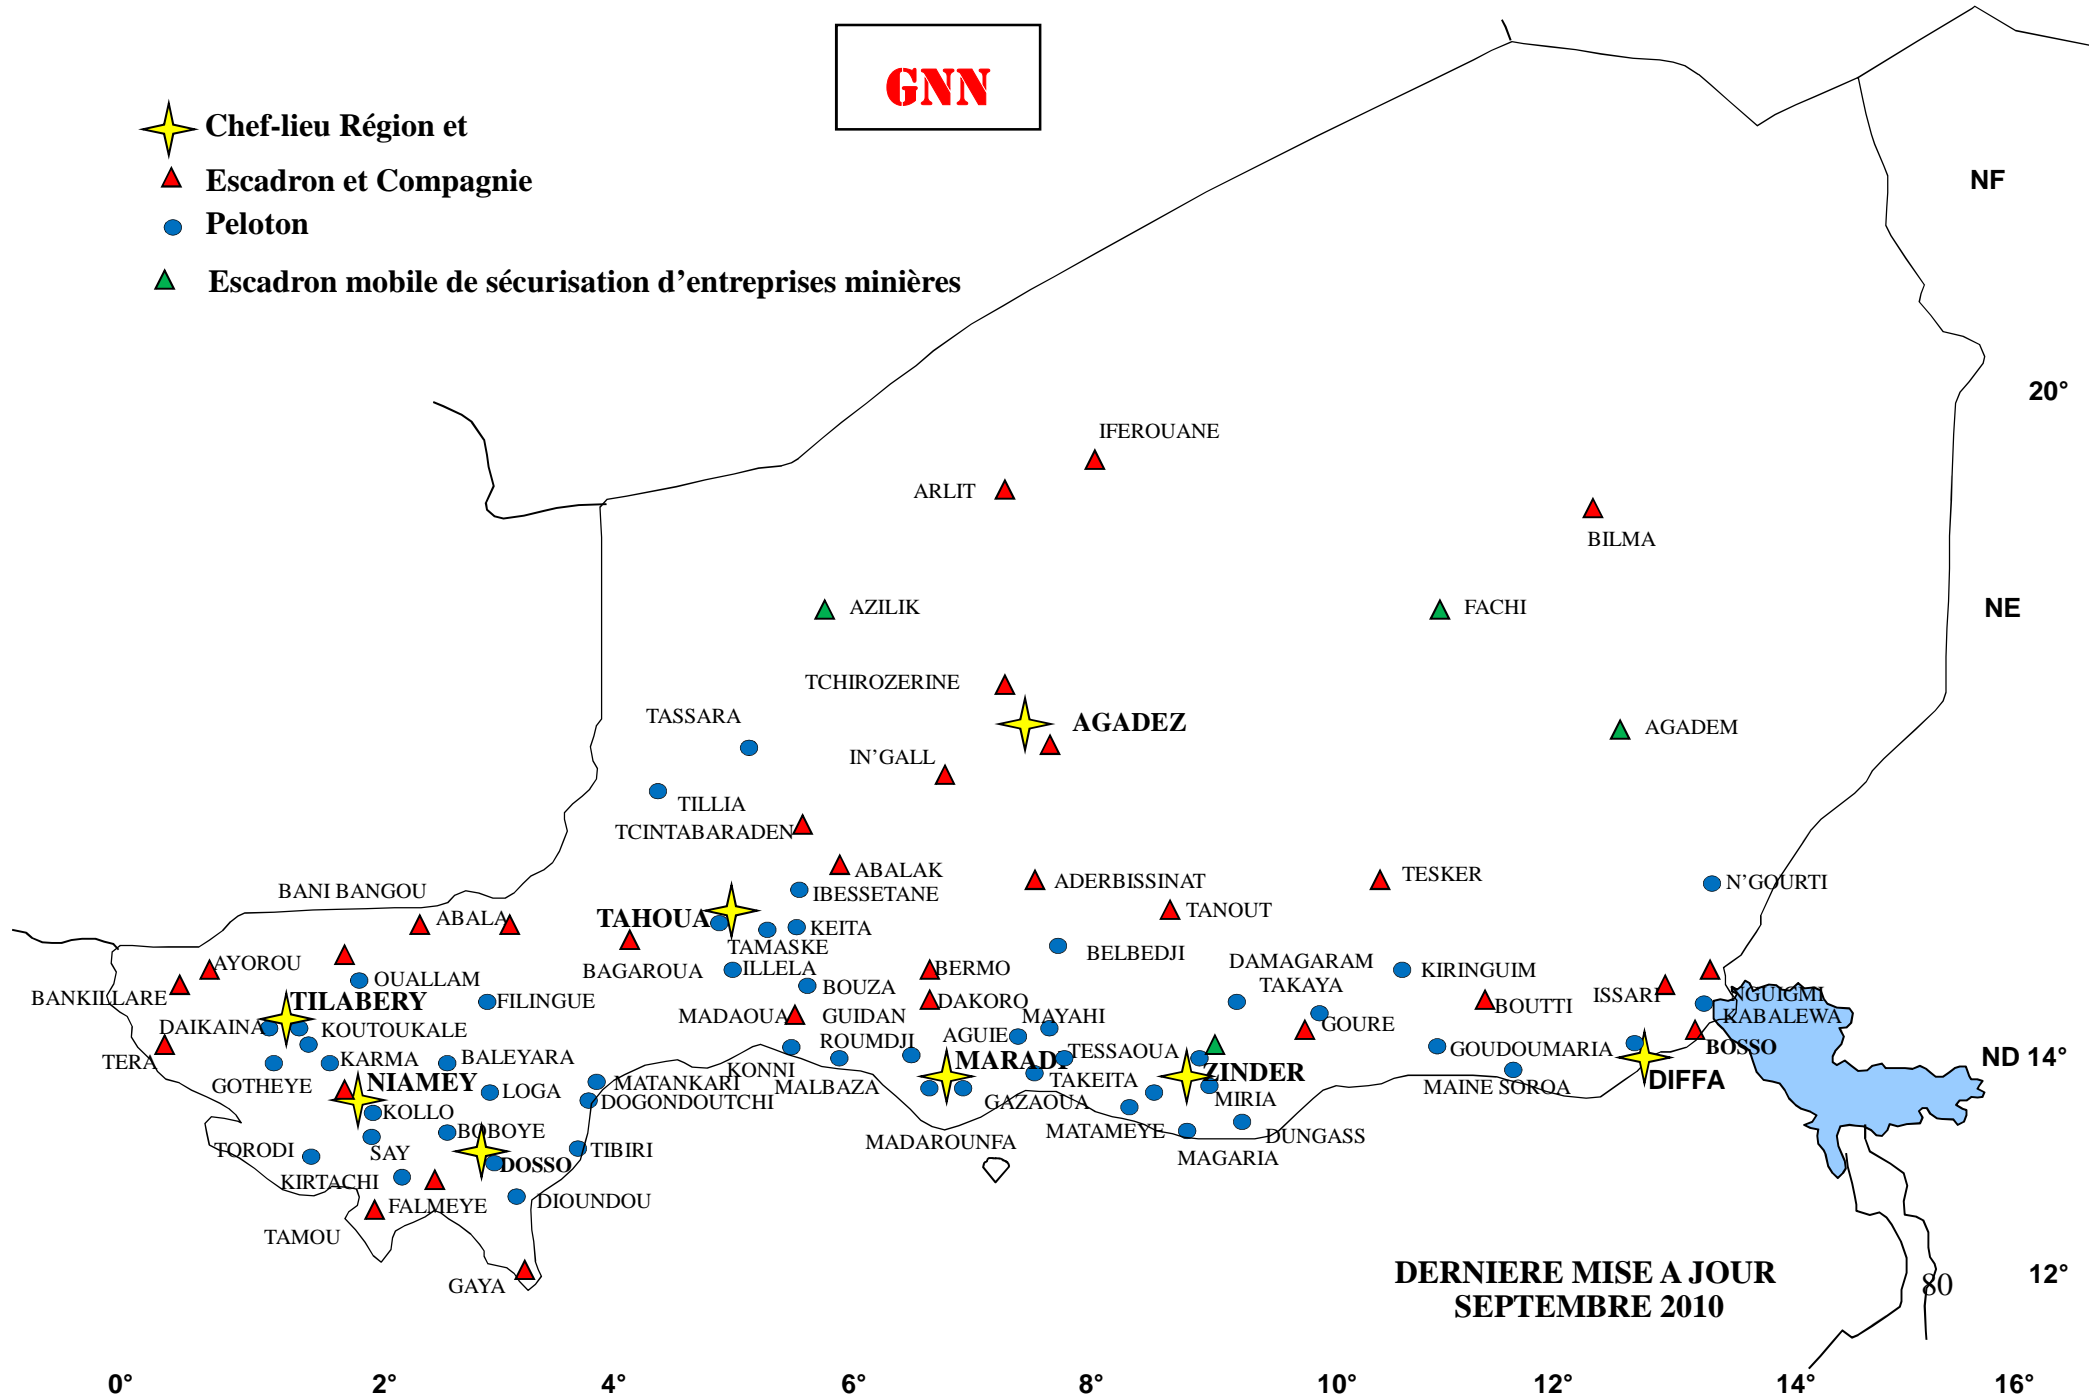 GNN
Chef-lieu Région et
Escadron et Compagnie
Peloton
Escadron mobile de sécurisation d’entreprises minières
NF
20°
IFEROUANE
ARLIT
BILMA
AZILIK
FACHI
NE
TCHIROZERINE
TASSARA
AGADEZ
AGADEM
IN’GALL
TILLIA
TCINTABARADEN
ABALAK
ADERBISSINAT
TESKER
N’GOURTI
BANI BANGOU
IBESSETANE
TANOUT
ABALA
TAHOUA
KEITA
TAMASKE
BELBEDJI
AYOROU
BAGAROUA
ILLELA
BERMO
DAMAGARAM
TAKAYA
KIRINGUIM
OUALLAM
BANKILLARE
BOUZA
ISSARI
NGUIGMI
TILABERY
FILINGUE
DAKORO
BOUTTI
MADAOUA
GUIDAN
ROUMDJI
MAYAHI
KABALEWA
DAIKAINA
KOUTOUKALE
AGUIE
GOURE
TERA
KARMA
BALEYARA
KONNI
MARADI
TESSAOUA
GOUDOUMARIA
BOSSO
ND 14°
GOTHEYE
NIAMEY
MATANKARI
MALBAZA
TAKEITA
ZINDER
MAINE SOROA
DIFFA
LOGA
DOGONDOUTCHI
GAZAOUA
MIRIA
KOLLO
BOBOYE
MADAROUNFA
MATAMEYE
DUNGASS
TORODI
SAY
TIBIRI
MAGARIA
DOSSO
KIRTACHI
FALMEYE
DIOUNDOU
TAMOU
GAYA
DERNIERE MISE A JOUR
SEPTEMBRE 2010
80
12°
0°
2°
4°
6°
8°
10°
12°
14°
16°